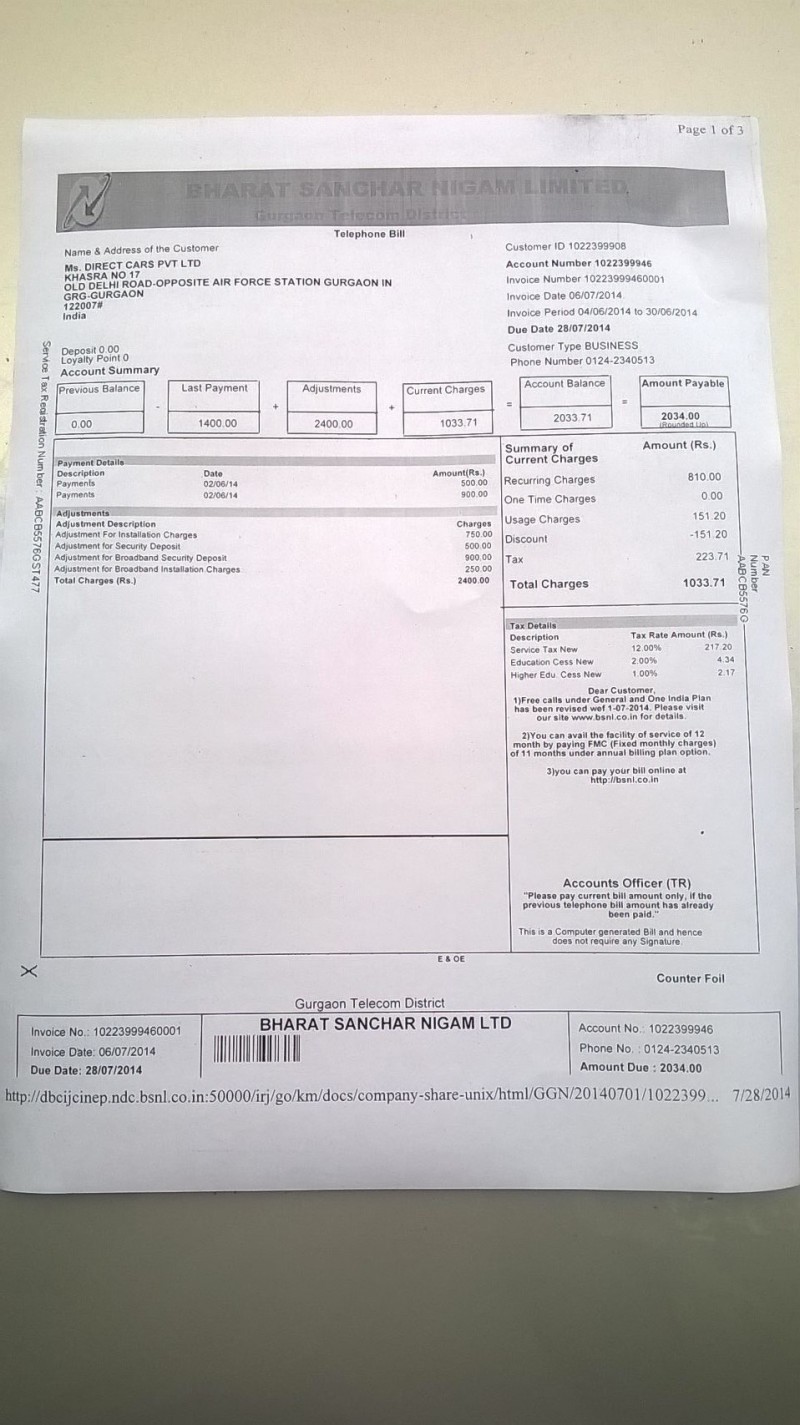 Page 1 of 3
BHARAT SANCHAR NIGAM LIMITED
Gurgaon Telecom District
Telephone Bill
Name & Address of the Customer
Ms. DIRECT CARS PVT LTD
KHASRA NO 17
OLD DELHI ROAD-OPPOSITE AIR FORCE STATION GURGAON IN
GRG-GURGAON
122007#
India
Customer ID 1022399908
Account Number 1022399946
Invoice Number 10223999460001
Invoice Date 06/07/2014
Invoice Period 04/06/2014 to 30/06/2014
Due Date 28/07/2014
Customer Type BUSINESS
Phone Number 0124-2340513
Deposit 0.00
Loyalty Point 0
Account Summary
Previous Balance Last Payment Adjustments Current Charges Account Balance Amount Payable
0.00 - 1400.00 + 2400.00 + 1033.71 = 2033.71 = 2034.00
(Rounded Up)
Service Tax Registration Number : AABCB5576GST477
Payment Details
Description Date Amount(Rs.)
Payments 02/06/14 500.00
Payments 02/06/14 900.00
Adjustments
Adjustment Description Charges
Adjustment For Installation Charges 750.00
Adjustment for Security Deposit 500.00
Adjustment for Broadband Security Deposit 900.00
Adjustment for Broadband Installation Charges 250.00
Total Charges (Rs.) 2400.00
Summary of Current Charges Amount (Rs.)
Recurring Charges 810.00
One Time Charges 0.00
Usage Charges 151.20
Discount -151.20
Tax 223.71
Total Charges 1033.71
PAN
Number
AABCB5576G
Tax Details
Description Tax Rate Amount (Rs.)
Service Tax New 12.00% 217.20
Education Cess New 2.00% 4.34
Higher Edu. Cess New 1.00% 2.17
Dear Customer,
1)Free calls under General and One India Plan
has been revised wef 1-07-2014. Please visit
our site www.bsnl.co.in for details.
2)You can avail the facility of service of 12
month by paying FMC (Fixed monthly charges)
of 11 months under annual billing plan option.
3)you can pay your bill online at
http://bsnl.co.in
Accounts Officer (TR)
"Please pay current bill amount only, if the
previous telephone bill amount has already
been paid."
This is a Computer generated Bill and hence
does not require any Signature.
E & OE
Counter Foil
Gurgaon Telecom District
BHARAT SANCHAR NIGAM LTD
Invoice No.: 10223999460001
Invoice Date: 06/07/2014
Due Date: 28/07/2014
Account No.: 1022399946
Phone No. : 0124-2340513
Amount Due : 2034.00
http://dbcijcinep.ndc.bsnl.co.in:50000/irj/go/km/docs/company-share-unix/html/GGN/20140701/1022399... 7/28/2014